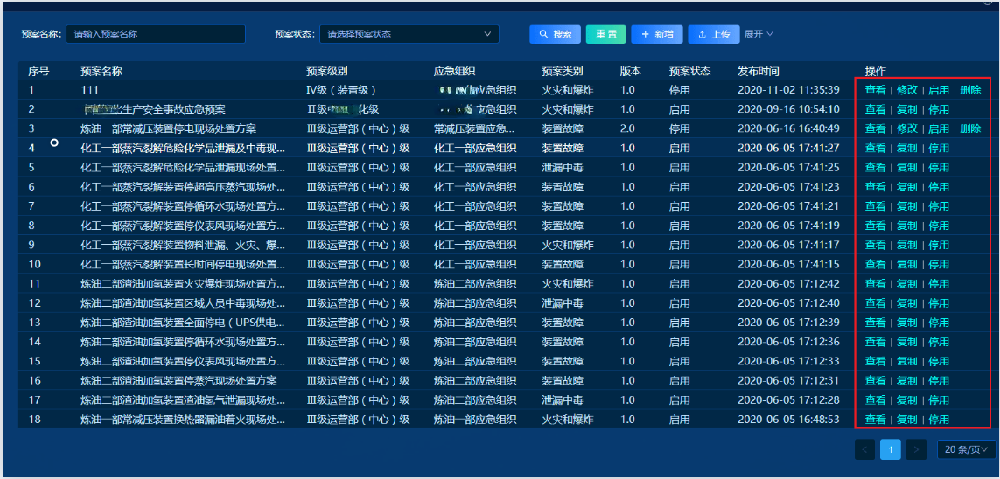 预案名称: 请输入预案名称 预案状态: 请选择预案状态 搜索 重置 + 新增 上传 展开
序号 预案名称 预案级别 应急组织 预案类别 版本 预案状态 发布时间 操作
1 111 IV级（装置级） 应急组织 火灾和爆炸 1.0 停用 2020-11-02 11:35:39 查看 | 修改 | 启用 | 删除
2 生产安全事故应急预案 II级 化级 应急组织 火灾和爆炸 1.0 启用 2020-09-16 10:54:10 查看 | 复制 | 停用
3 炼油一部常减压装置停电现场处置方案 III级运营部（中心）级 常减压装置应急... 装置故障 2.0 停用 2020-06-16 16:40:49 查看 | 修改 | 启用 | 删除
4 化工一部蒸汽裂解危险化学品泄漏及中毒现... III级运营部（中心）级 化工一部应急组织 装置故障 1.0 启用 2020-06-05 17:41:27 查看 | 复制 | 停用
5 化工一部蒸汽裂解危险化学品泄漏现场处置... III级运营部（中心）级 化工一部应急组织 泄漏中毒 1.0 启用 2020-06-05 17:41:25 查看 | 复制 | 停用
6 化工一部蒸汽裂解装置停超高压蒸汽现场处... III级运营部（中心）级 化工一部应急组织 装置故障 1.0 启用 2020-06-05 17:41:23 查看 | 复制 | 停用
7 化工一部蒸汽裂解装置停循环水现场处置方... III级运营部（中心）级 化工一部应急组织 装置故障 1.0 启用 2020-06-05 17:41:21 查看 | 复制 | 停用
8 化工一部蒸汽裂解装置停仪表风现场处置方... III级运营部（中心）级 化工一部应急组织 装置故障 1.0 启用 2020-06-05 17:41:19 查看 | 复制 | 停用
9 化工一部蒸汽裂解装置物料泄漏、火灾、爆... III级运营部（中心）级 化工一部应急组织 火灾和爆炸 1.0 启用 2020-06-05 17:41:17 查看 | 复制 | 停用
10 化工一部蒸汽裂解装置长时间停电现场处置... III级运营部（中心）级 化工一部应急组织 装置故障 1.0 启用 2020-06-05 17:41:15 查看 | 复制 | 停用
11 炼油二部渣油加氢装置火灾爆炸现场处置方... III级运营部（中心）级 炼油二部应急组织 火灾和爆炸 1.0 启用 2020-06-05 17:12:42 查看 | 复制 | 停用
12 炼油二部渣油加氢装置区域人员中毒现场处... III级运营部（中心）级 炼油二部应急组织 泄漏中毒 1.0 启用 2020-06-05 17:12:40 查看 | 复制 | 停用
13 炼油二部渣油加氢装置全面停电（UPS供电... III级运营部（中心）级 炼油二部应急组织 装置故障 1.0 启用 2020-06-05 17:12:39 查看 | 复制 | 停用
14 炼油二部渣油加氢装置停循环水现场处置方... III级运营部（中心）级 炼油二部应急组织 装置故障 1.0 启用 2020-06-05 17:12:36 查看 | 复制 | 停用
15 炼油二部渣油加氢装置停仪表风现场处置方... III级运营部（中心）级 炼油二部应急组织 装置故障 1.0 启用 2020-06-05 17:12:33 查看 | 复制 | 停用
16 炼油二部渣油加氢装置停蒸汽现场处置方案 III级运营部（中心）级 炼油二部应急组织 装置故障 1.0 启用 2020-06-05 17:12:31 查看 | 复制 | 停用
17 炼油二部渣油加氢装置渣油氢气泄漏现场处... III级运营部（中心）级 炼油二部应急组织 泄漏中毒 1.0 启用 2020-06-05 17:12:28 查看 | 复制 | 停用
18 炼油一部常减压装置换热器漏油着火现场处... III级运营部（中心）级 炼油一部应急组织 火灾和爆炸 1.0 启用 2020-06-05 16:48:53 查看 | 复制 | 停用
< 1 > 20 条/页